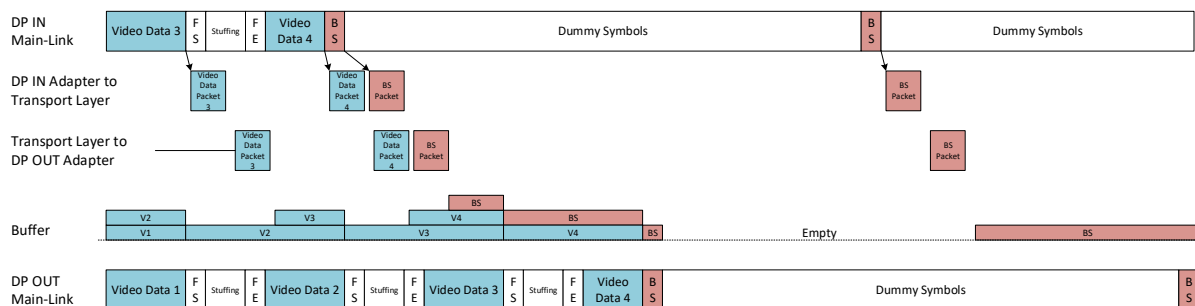 DP IN
Main-Link
Video Data 3
F
S
Stuffing
F
E
Video
Data 4
B
S
Dummy Symbols
B
S
Dummy Symbols
DP IN Adapter to
Transport Layer
Video
Data
Packet
3
Video
Data
Packet
4
BS
Packet
BS
Packet
Transport Layer to
DP OUT Adapter
Video
Data
Packet
3
Video
Data
Packet
4
BS
Packet
BS
Packet
Buffer
BS
V2
V3
V4
BS
V1
V2
V3
V4
BS
Empty
BS
DP OUT
Main-Link
Video Data 1
F
S
Stuffing
F
E
Video Data 2
F
S
Stuffing
F
E
Video Data 3
F
S
Stuffing
F
E
Video
Data 4
B
S
Dummy Symbols
B
S